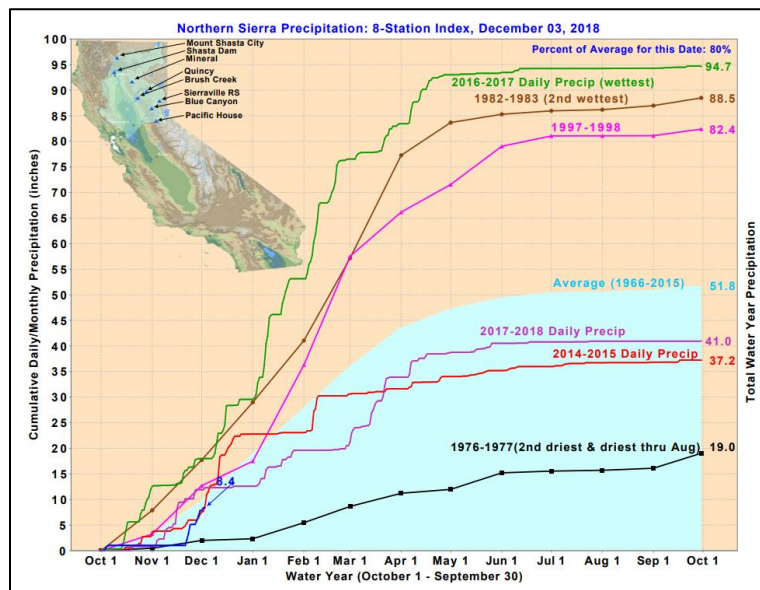 Northern Sierra Precipitation: 8-Station Index, December 03, 2018
Percent of Average for this Date: 80%
Mount Shasta City
Shasta Dam
Mineral
Quincy
Brush Creek
Sierraville RS
Blue Canyon
Pacific House
2016-2017 Daily Precip (wettest)
94.7
1982-1983 (2nd wettest)
88.5
1997-1998
82.4
Average (1966-2015)
51.8
2017-2018 Daily Precip
41.0
2014-2015 Daily Precip
37.2
1976-1977(2nd driest & driest thru Aug)
19.0
8.4
Cumulative Daily/Monthly Precipitation (inches)
100
95
90
85
80
75
70
65
60
55
50
45
40
35
30
25
20
15
10
5
0
Total Water Year Precipitation
Oct 1 Nov 1 Dec 1 Jan 1 Feb 1 Mar 1 Apr 1 May 1 Jun 1 Jul 1 Aug 1 Sep 1 Oct 1
Water Year (October 1 - September 30)